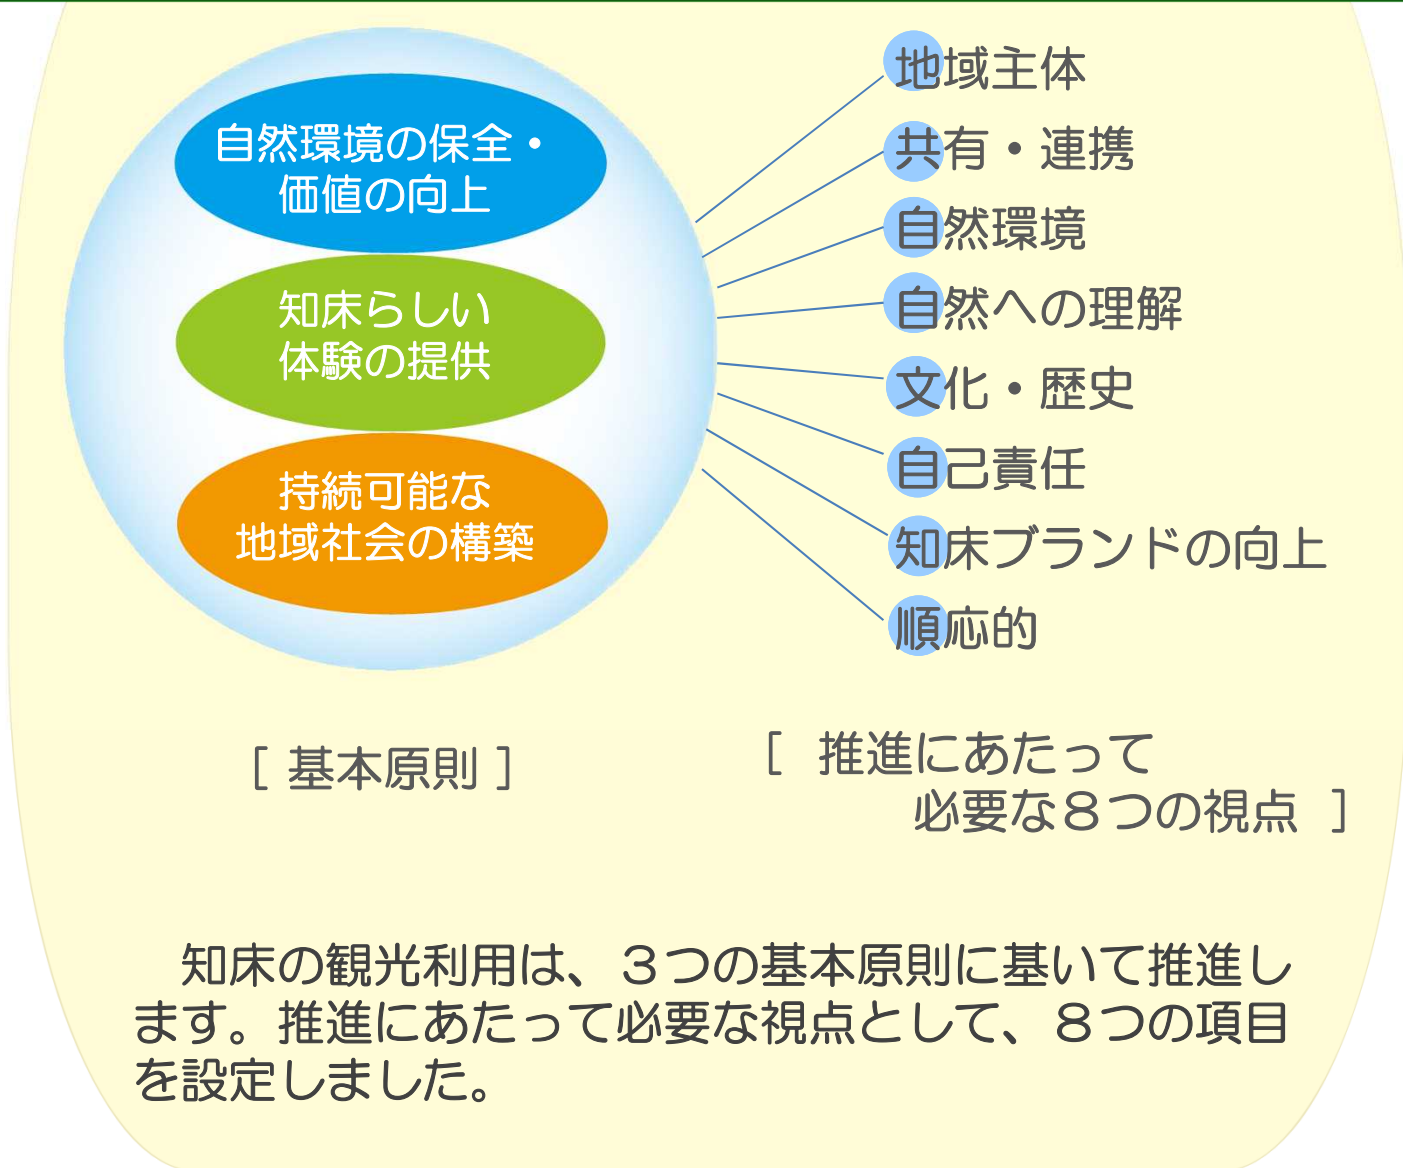 自然環境の保全・
価値の向上
知床らしい
体験の提供
持続可能な
地域社会の構築
地域主体
共有・連携
自然環境
自然への理解
文化・歴史
自己責任
知床ブランドの向上
順応的
[ 基本原則 ]
[ 推進にあたって
必要な８つの視点 ]
知床の観光利用は、３つの基本原則に基いて推進し
ます。推進にあたって必要な視点として、８つの項目
を設定しました。